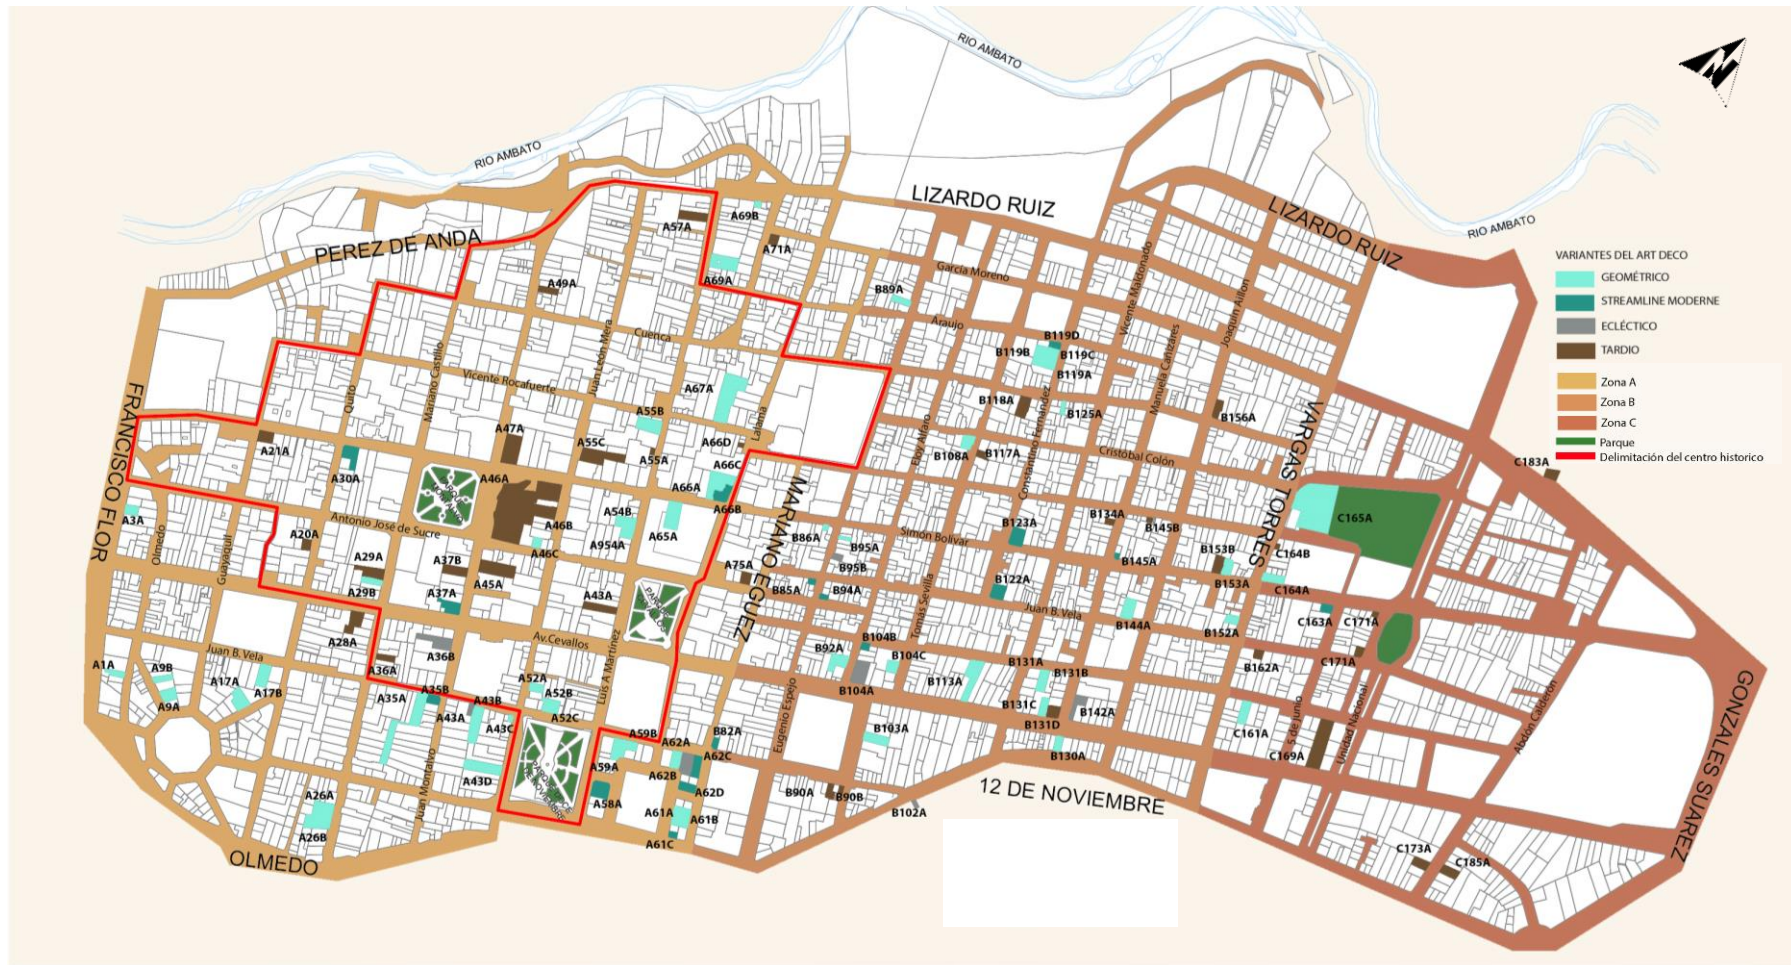 RIO AMBATO
RIO AMBATO
RIO AMBATO
LIZARDO RUIZ
LIZARDO RUIZ
PEREZ DE ANDA
FRANCISCO FLOR
MARIANO EGUEZ
VARGAS TORRES
GONZALES SUAREZ
12 DE NOVIEMBRE
OLMEDO
VARIANTES DEL ART DECO
GEOMÉTRICO
STREAMLINE MODERNE
ECLÉCTICO
TARDIO
Zona A
Zona B
Zona C
Parque
Delimitación del centro historico
A57A
A69B
A71A
A69A
A49A
B89A
García Moreno
Araujo
Cuenca
Vicente Rocafuerte
Juan León Mera
Mariano Castillo
Quito
Lalama
Vicente Maldonado
Joaquín Aillon
Manuela Cañizares
Constantino Fernández
Eloy Alfaro
Cristóbal Colón
B119D
B119B
B119C
B119A
B118A
B125A
B156A
A67A
A55B
A47A
A55C
A66D
A55A
A66C
A66A
A66B
A21A
A30A
A46A
B108A
B117A
C183A
C165A
A3A
Olmedo
Guayaquil
Antonio José de Sucre
A20A
A54B
A46B
A954A
A46C
A65A
A29A
A29B
A37B
A37A
A45A
A43A
A75A
B86A
B95A
B95B
B85A
B94A
Simón Bolívar
B123A
B134A
B145B
B145A
B153B
B153A
C164B
C164A
B122A
Juan B. Vela
Tomás Sevilla
B144A
B152A
C163A
C171A
A28A
Av.Cevallos
Luis A Martínez
A36B
A36A
B104B
B92A
B104C
B104A
B113A
B131A
B131B
B131C
B131D
B142A
B162A
C171A
A1A
A9B
A9A
A17A
A17B
Juan B. Vela
A35A
A35B
A43B
A43A
A43C
A43D
A52A
A52B
A52C
Juan Montalvo
A59B
A59A
A62A
A62C
A62B
A62D
B82A
Eugenio Espejo
B103A
B130A
C161A
5 de junio
C169A
Unidad Nacional
Abdon Calderón
A26A
A26B
A58A
A61A
A61B
A61C
B90A
B90B
B102A
C173A
C185A